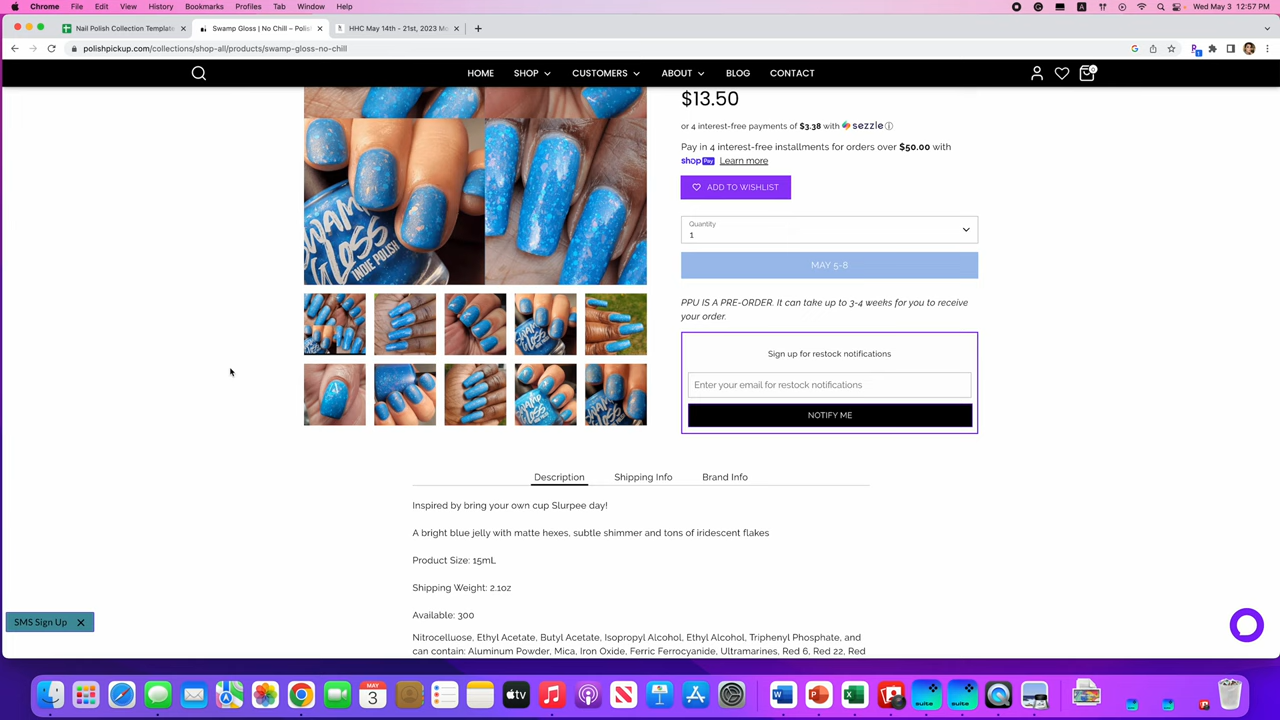 Chrome File Edit View History Bookmarks Profiles Tab Window Help
Wed May 3 12:57 PM
Nail Polish Collection Template
Swamp Gloss | No Chill – Polis
HHC May 14th - 21st, 2023 M
polishpickup.com/collections/shop-all/products/swamp-gloss-no-chill
HOME SHOP CUSTOMERS ABOUT BLOG CONTACT
0
$13.50
or 4 interest-free payments of $3.38 with sezzle
Pay in 4 interest-free installments for orders over $50.00 with
shop Pay Learn more
ADD TO WISHLIST
Quantity
1
MAY 5-8
PPU IS A PRE-ORDER. It can take up to 3-4 weeks for you to receive
your order.
Sign up for restock notifications
Enter your email for restock notifications
NOTIFY ME
SWAMP
Gloss
INDIE POLISH
Description Shipping Info Brand Info
Inspired by bring your own cup Slurpee day!
A bright blue jelly with matte hexes, subtle shimmer and tons of iridescent flakes
Product Size: 15mL
Shipping Weight: 2.1oz
Available: 300
Nitrocelluose, Ethyl Acetate, Butyl Acetate, Isopropyl Alcohol, Ethyl Alcohol, Triphenyl Phosphate, and
can contain: Aluminum Powder, Mica, Iron Oxide, Ferric Ferrocyanide, Ultramarines, Red 6, Red 22, Red
SMS Sign Up
MAY
3
tv
W
P
X
suite
suite